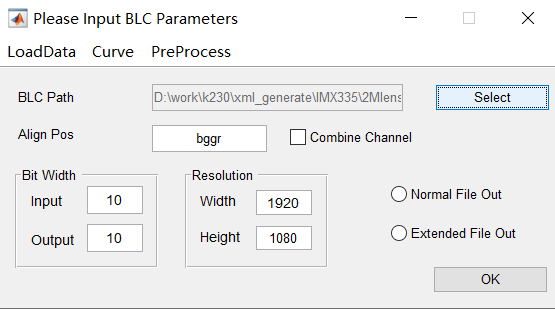 Please Input BLC Parameters
LoadData Curve PreProcess
BLC Path D:\work\k230\xml_generate\IMX335\2Mlens Select
Align Pos bggr Combine Channel
Bit Width Resolution
Input 10 Width 1920 Normal File Out
Output 10 Height 1080 Extended File Out
OK